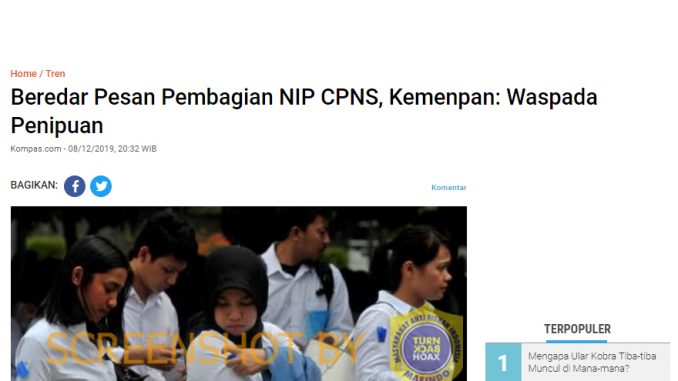 Home / Tren
Beredar Pesan Pembagian NIP CPNS, Kemenpan: Waspada
Penipuan
Kompas.com - 08/12/2019, 20:32 WIB
BAGIKAN:
Komentar
SCREENSHOT BY
MASYARAKAT ANTI FITNAH INDONESIA
TURN
BACK
HOAX
MAFINDO
TERPOPULER
1 Mengapa Ular Kobra Tiba-tiba
Muncul di Mana-mana?